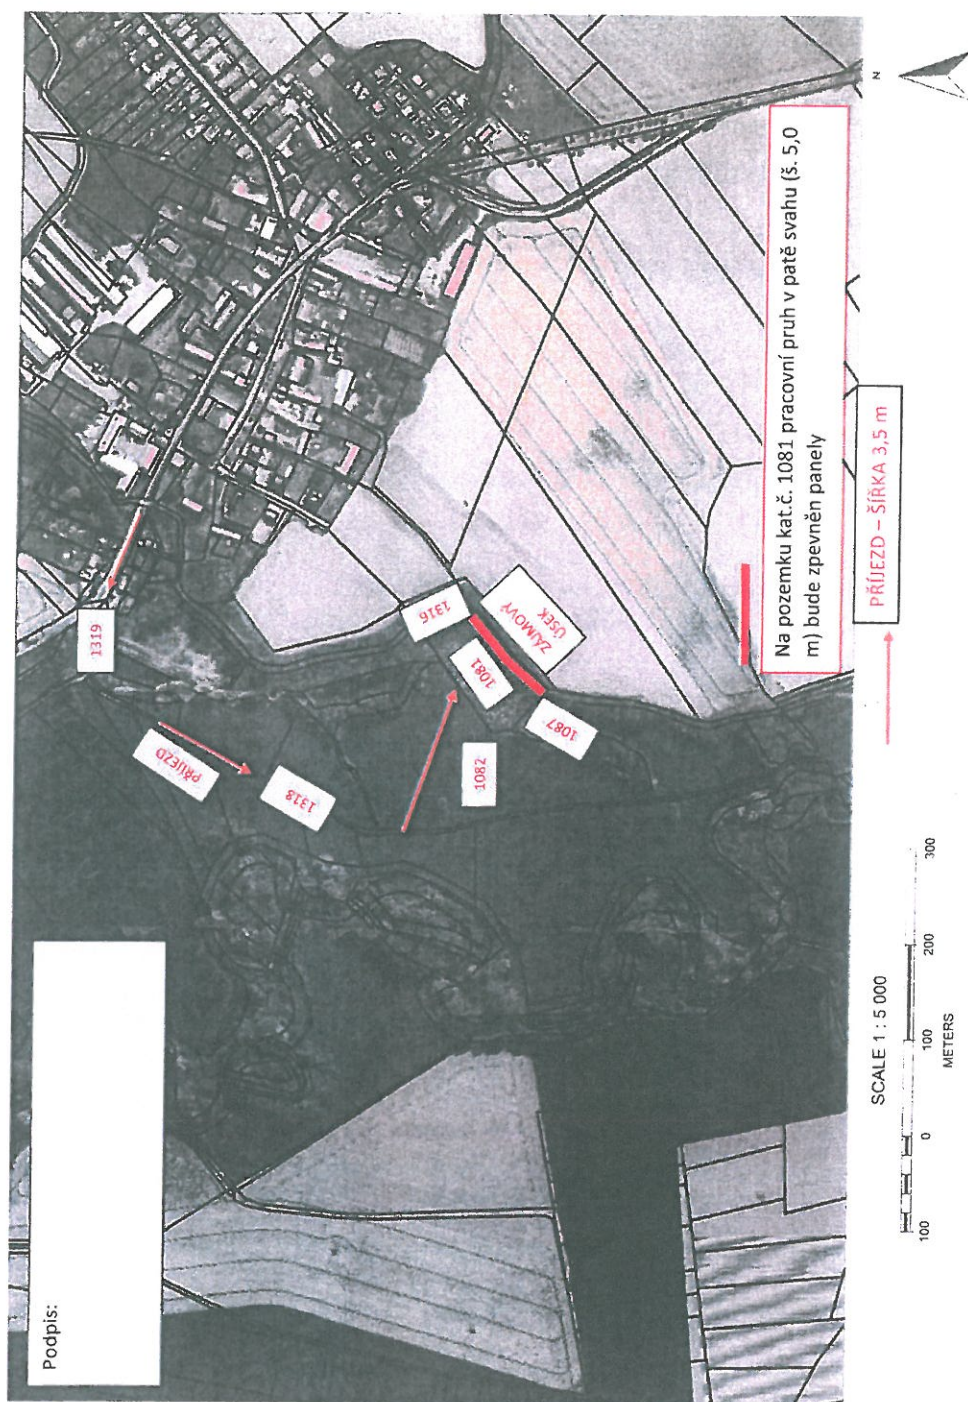 Podpis:
1319
PŘÍJEZD
1318
1082
1316
1081
1087
ZÁJMOVÝ
ÚSEK
Na pozemku kat.č. 1081 pracovní pruh v patě svahu (š. 5,0
m) bude zpevněn panely
PŘÍJEZD – ŠÍŘKA 3,5 m
N
SCALE 1 : 5 000
100 0 100 200 300
METERS